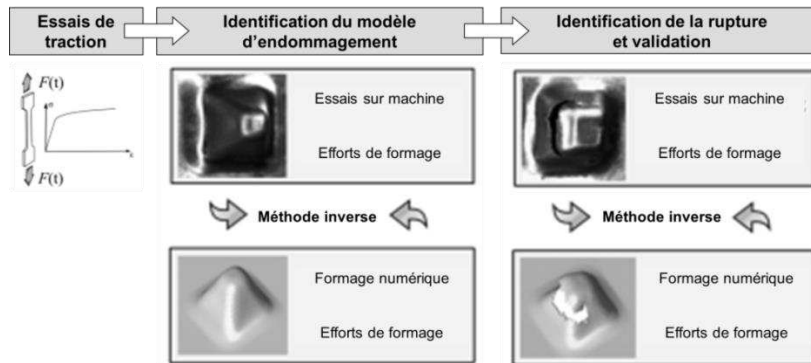 Essais de
traction
Identification du modèle
d'endommagement
Identification de la rupture
et validation
F(t)
F(t)
σ
ε
Essais sur machine
Efforts de formage
Méthode inverse
Formage numérique
Efforts de formage
Essais sur machine
Efforts de formage
Méthode inverse
Formage numérique
Efforts de formage